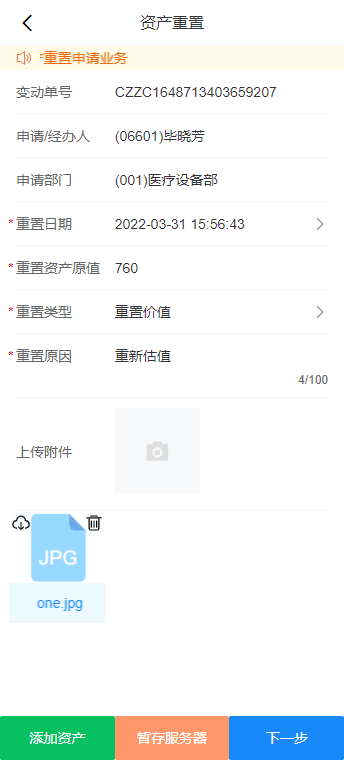 资产重置
重置申请业务
变动单号 CZZC1648713403659207
申请/经办人 (06601)毕晓芳
申请部门 (001)医疗设备部
*重置日期 2022-03-31 15:56:43
*重置资产原值 760
*重置类型 重置价值
*重置原因 重新估值
4/100
上传附件
JPG
one.jpg
添加资产 暂存服务器 下一步